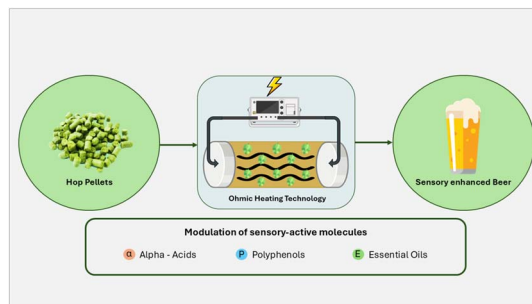 Hop Pellets
Ohmic Heating Technology
Sensory enhanced Beer
Modulation of sensory-active molecules
α Alpha - Acids
P Polyphenols
E Essential Oils